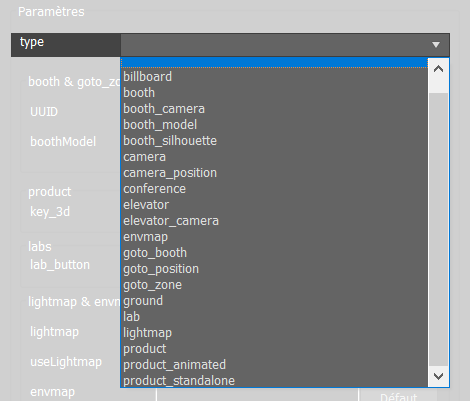 Paramètres
type
billboard
booth & goto_zo
booth
booth_camera
UUID
booth_model
boothModel
booth_silhouette
camera
camera_position
product
conference
key_3d
elevator
elevator_camera
envmap
labs
goto_booth
lab_button
goto_position
goto_zone
lightmap & envm
ground
lab
lightmap
lightmap
product
useLightmap
product_animated
product_standalone
envmap
Défaut